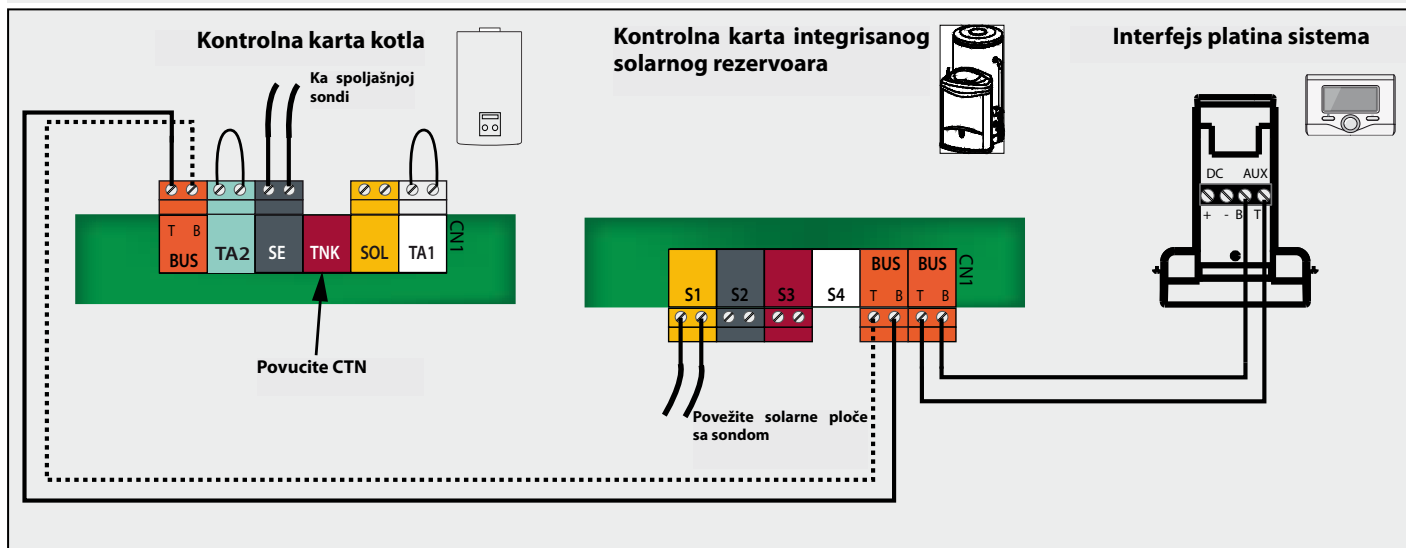 Kontrolna karta kotla
Ka spoljašnjoj
sondi
T B
BUS
TA2
SE
TNK
SOL
TA1
CN1
Povucite CTN
Kontrolna karta integrisanog
solarnog rezervoara
S1
S2
S3
S4
BUS
T B
BUS
T B
CN1
Povežite solarne ploče
sa sondom
Interfejs platina sistema
DC AUX
+ - B T